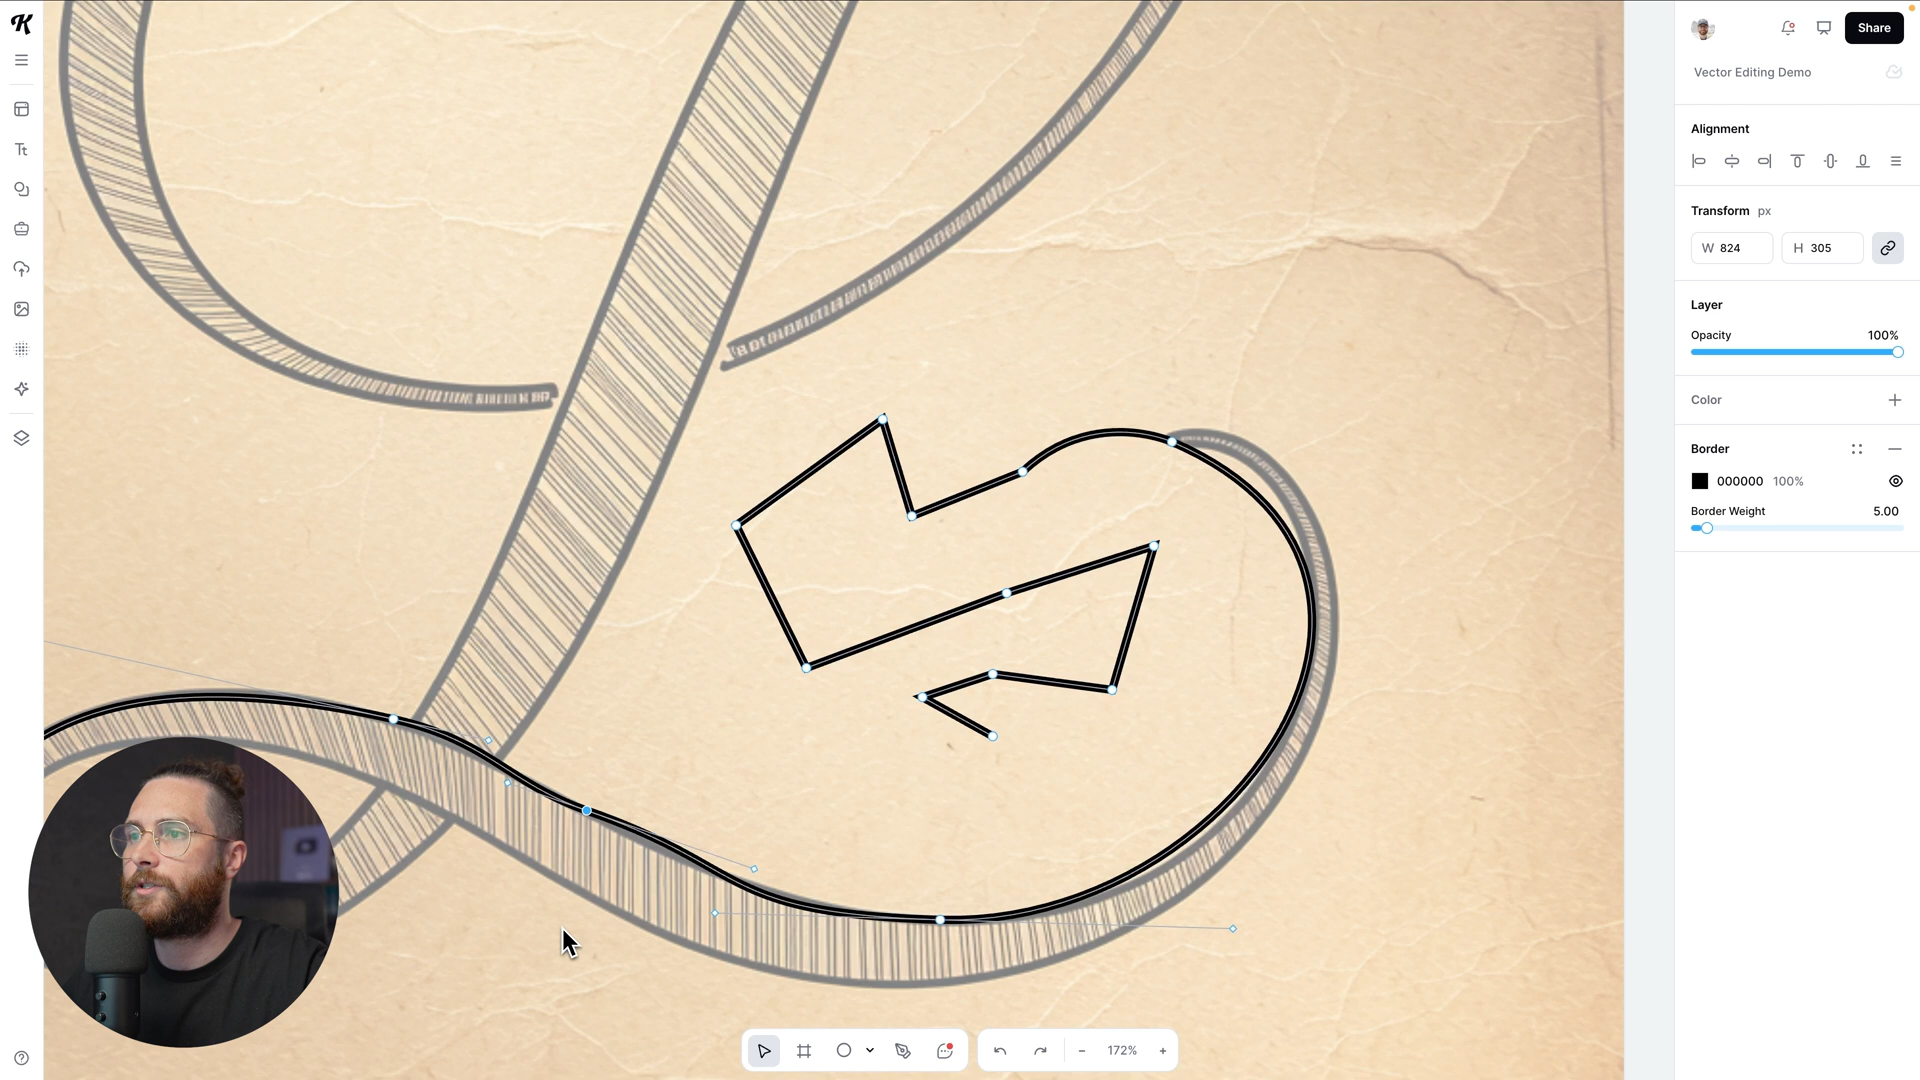 K
Share
Vector Editing Demo
Alignment
Transform px
W 824 H 305
Layer
Opacity 100%
Color
Border
000000 100%
Border Weight 5.00
Tt
172%